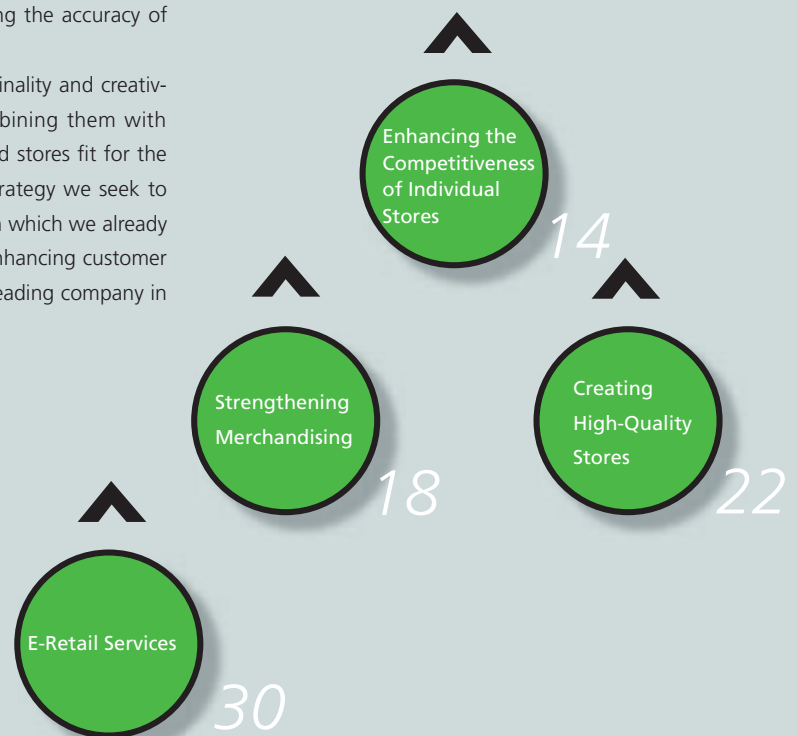 ng the accuracy of
inality and creativ-
bining them with
d stores fit for the
rategy we seek to
which we already
nhancing customer
eading company in
Enhancing the
Competitiveness
of Individual
Stores
14
Strengthening
Merchandising
18
Creating
High-Quality
Stores
22
E-Retail Services
30